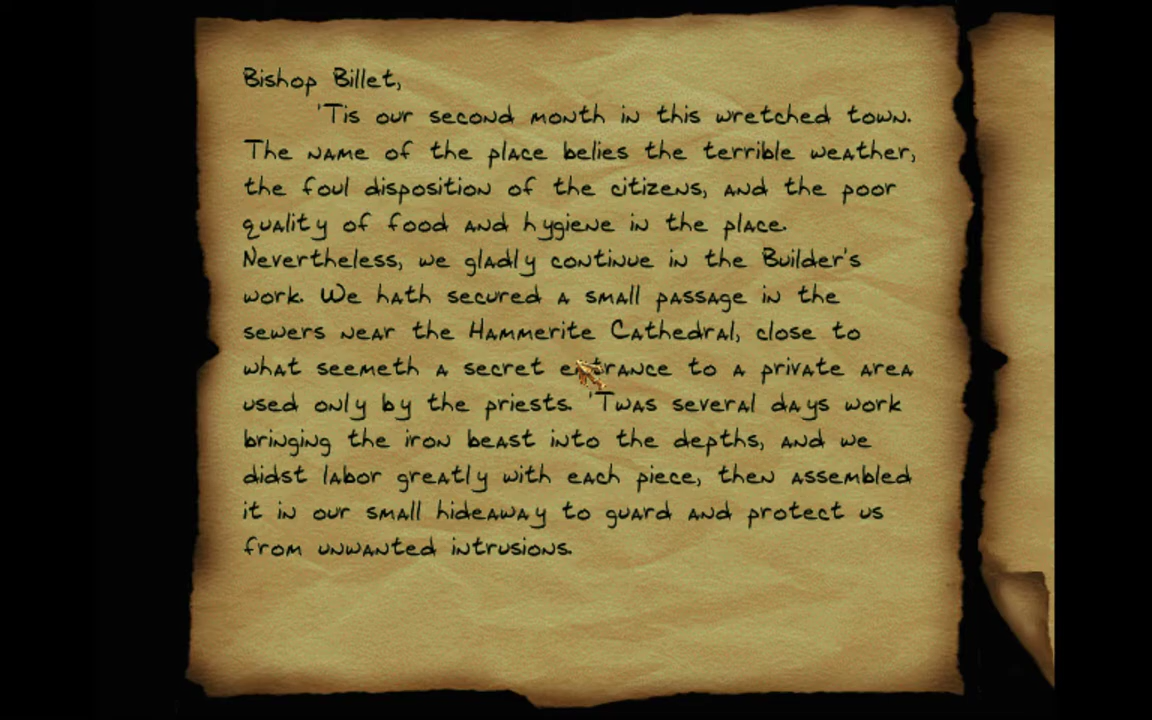 Bishop Billet,
'Tis our second month in this wretched town.
The name of the place belies the terrible weather,
the foul disposition of the citizens, and the poor
quality of food and hygiene in the place.
Nevertheless, we gladly continue in the Builder's
work. We hath secured a small passage in the
sewers near the Hammerite Cathedral, close to
what seemeth a secret entrance to a private area
used only by the priests. 'Twas several days work
bringing the iron beast into the depths, and we
didst labor greatly with each piece, then assembled
it in our small hideaway to guard and protect us
from unwanted intrusions.